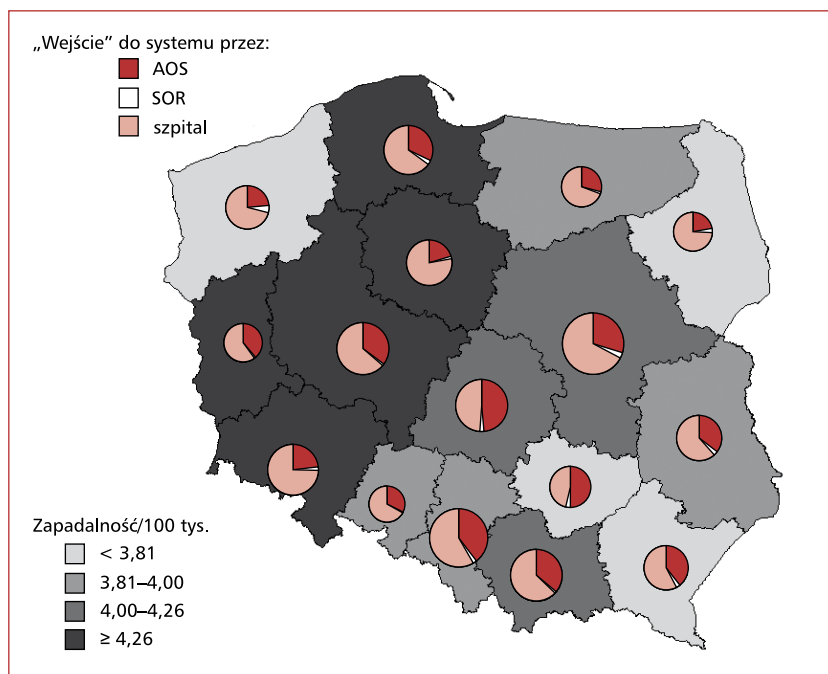 „Wejście” do systemu przez:
AOS
SOR
szpital
Zapadalność/100 tys.
< 3,81
3,81–4,00
4,00–4,26
≥ 4,26